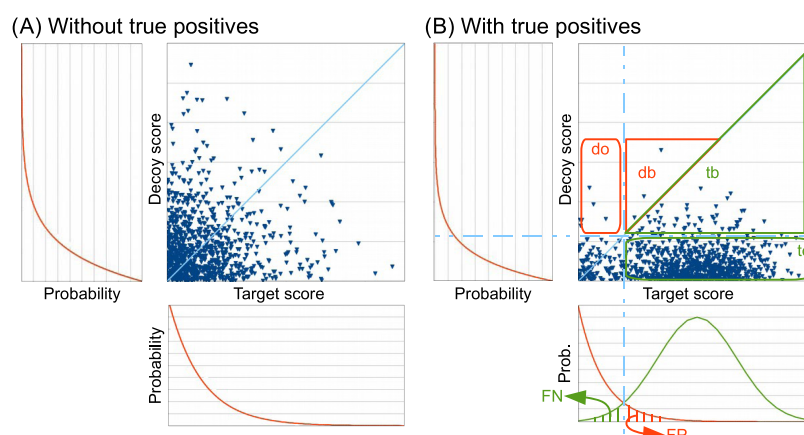 (A) Without true positives
(B) With true positives
Decoy score
Probability
Target score
Probability
Decoy score
do
db
tb
Probability
Target score
Prob.
FN